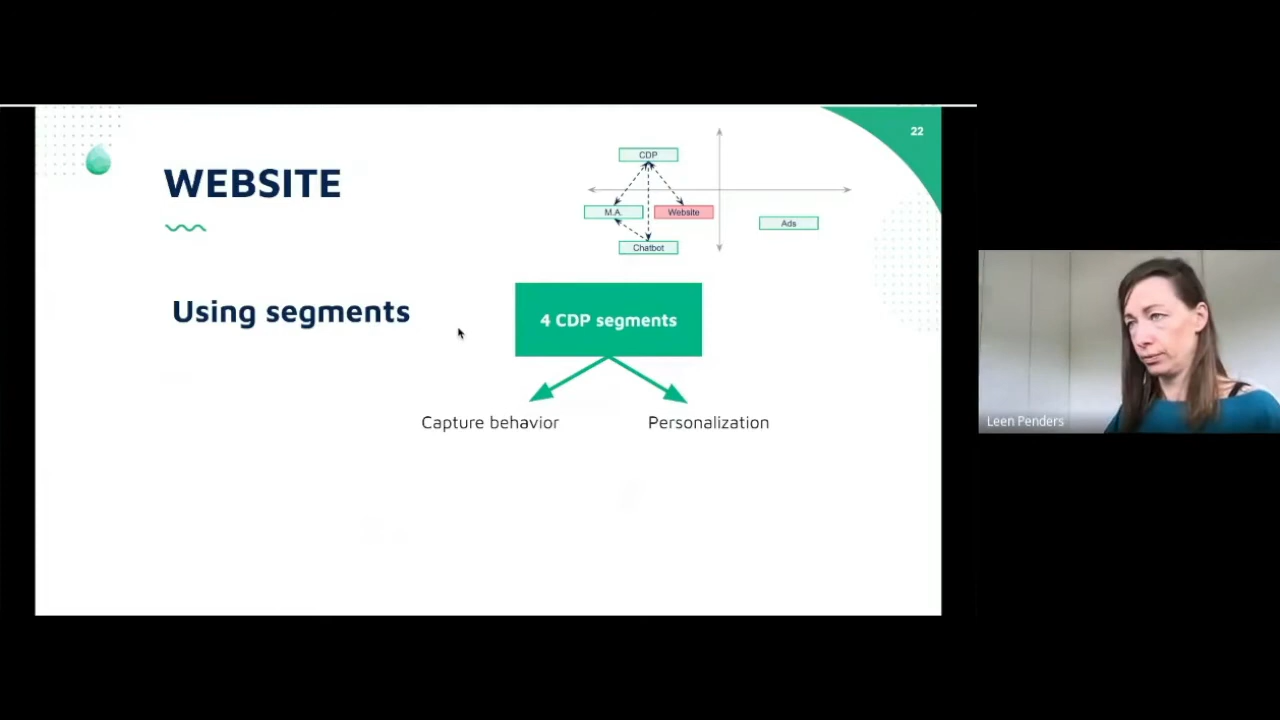 22
WEBSITE
CDP
M.A.
Website
Ads
Chatbot
Using segments
4 CDP segments
Capture behavior
Personalization
Leen Penders